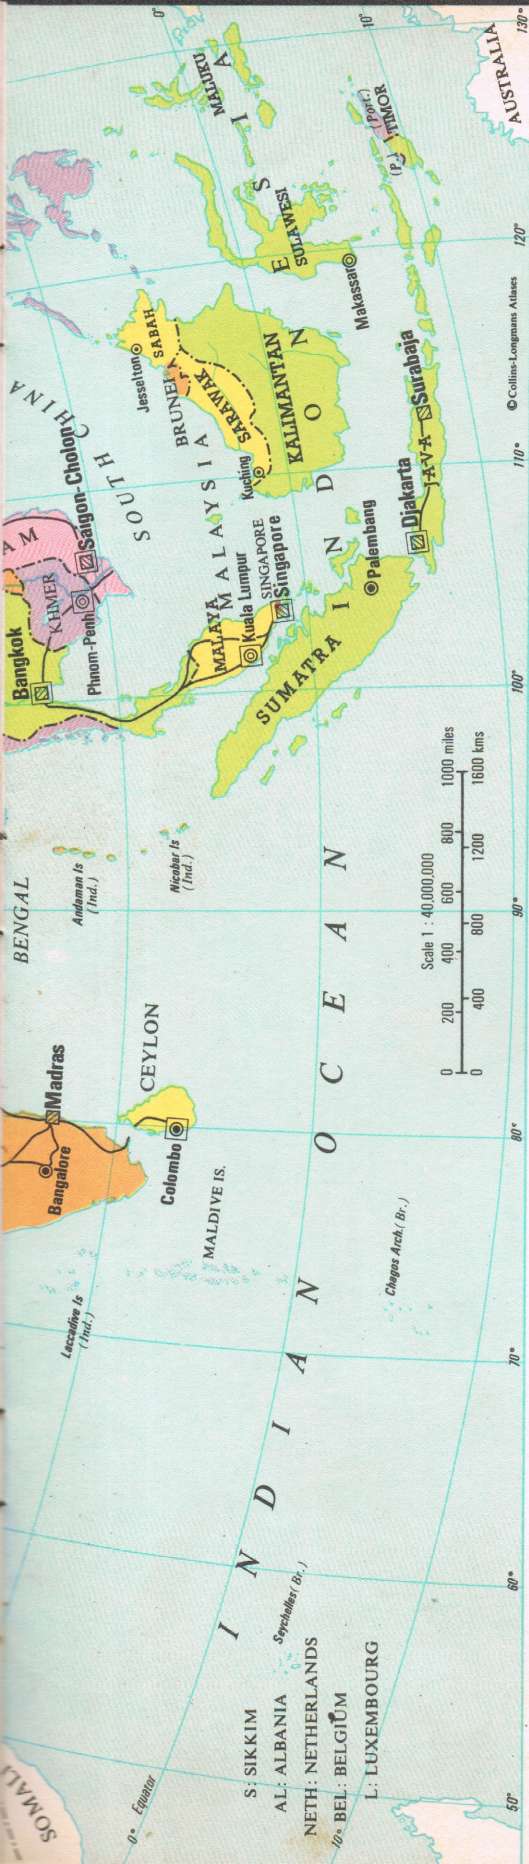 SOMALI
0° Equator
10°
S : SIKKIM
AL : ALBANIA
NETH : NETHERLANDS
BEL : BELGIUM
L : LUXEMBOURG
Seychelles (Br.)
INDIAN OCEAN
Laccadive Is
(Ind.)
MALDIVE IS.
Chagos Arch. (Br.)
Bangalore
Madras
CEYLON
Colombo
BENGAL
Andaman Is
(Ind.)
Nicobar Is
(Ind.)
Scale 1 : 40,000,000
0 200 400 600 800 1000 miles
0 400 800 1200 1600 kms
Bangkok
KHMER
Phnom-Penh
AM
Saigon-Cholon
SOUTH CHINA
MALAYSIA
MALAYA
Kuala Lumpur
SINGAPORE
Singapore
SUMATRA
Palembang
INDONESIA
Djakarta
JAVA
Surabaja
Jesselton
SABAH
BRUNEI
SARAWAK
Kuching
KALIMANTAN
SULAWESI
Makassar
MALUKU
(Port.)
(P.)
TIMOR
AUSTRALIA
0°
10°
50°
60°
70°
80°
90°
100°
110°
120°
130°
© Collins-Longmans Atlases